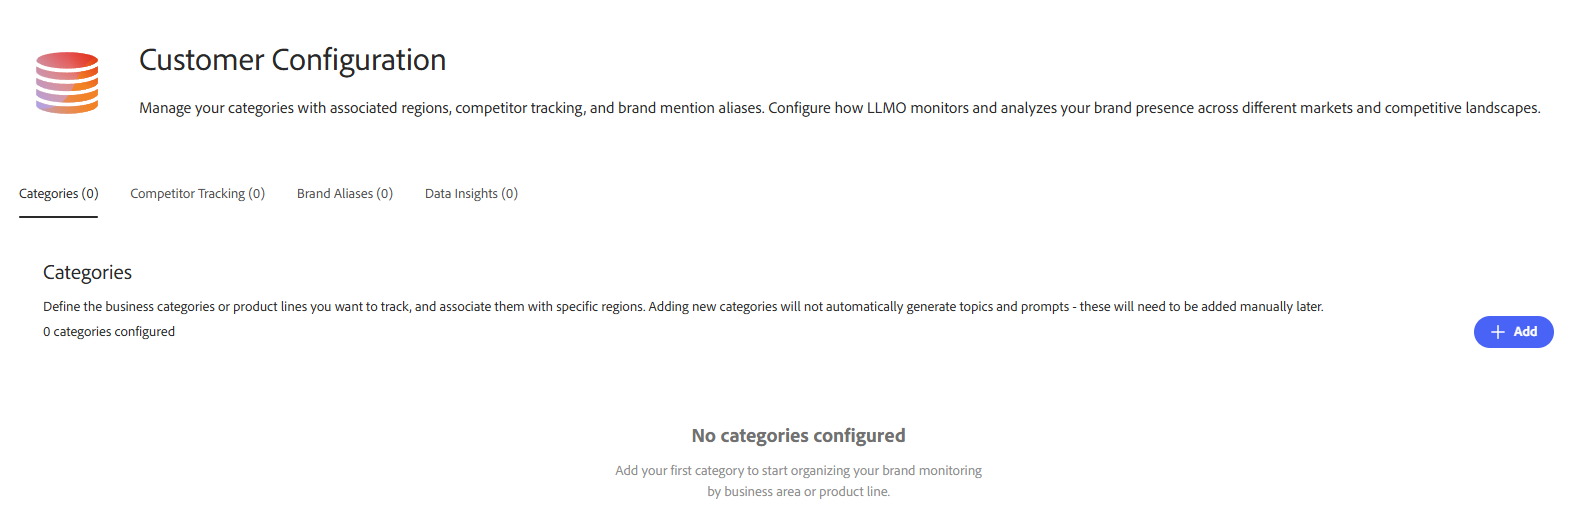 Customer Configuration
Manage your categories with associated regions, competitor tracking, and brand mention aliases. Configure how LLMO monitors and analyzes your brand presence across different markets and competitive landscapes.
Categories (0)
Competitor Tracking (0)
Brand Aliases (0)
Data Insights (0)
Categories
Define the business categories or product lines you want to track, and associate them with specific regions. Adding new categories will not automatically generate topics and prompts - these will need to be added manually later.
0 categories configured
Add
No categories configured
Add your first category to start organizing your brand monitoring
by business area or product line.